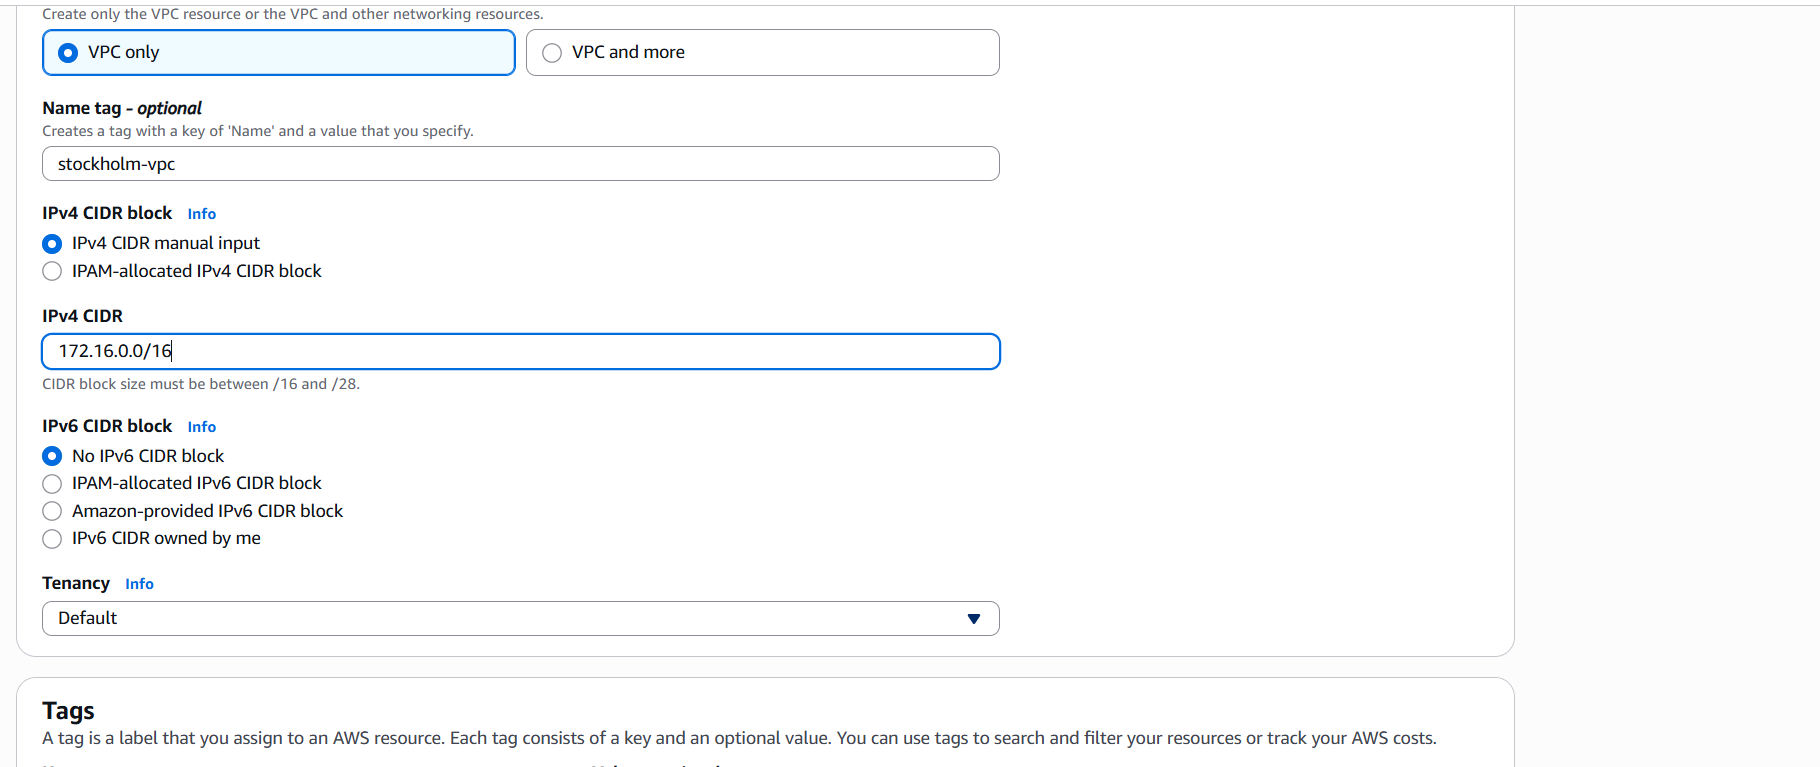 Create only the VPC resource or the VPC and other networking resources.
VPC only
VPC and more
Name tag - optional
Creates a tag with a key of 'Name' and a value that you specify.
stockholm-vpc
IPv4 CIDR block Info
IPv4 CIDR manual input
IPAM-allocated IPv4 CIDR block
IPv4 CIDR
172.16.0.0/16
CIDR block size must be between /16 and /28.
IPv6 CIDR block Info
No IPv6 CIDR block
IPAM-allocated IPv6 CIDR block
Amazon-provided IPv6 CIDR block
IPv6 CIDR owned by me
Tenancy Info
Default
Tags
A tag is a label that you assign to an AWS resource. Each tag consists of a key and an optional value. You can use tags to search and filter your resources or track your AWS costs.